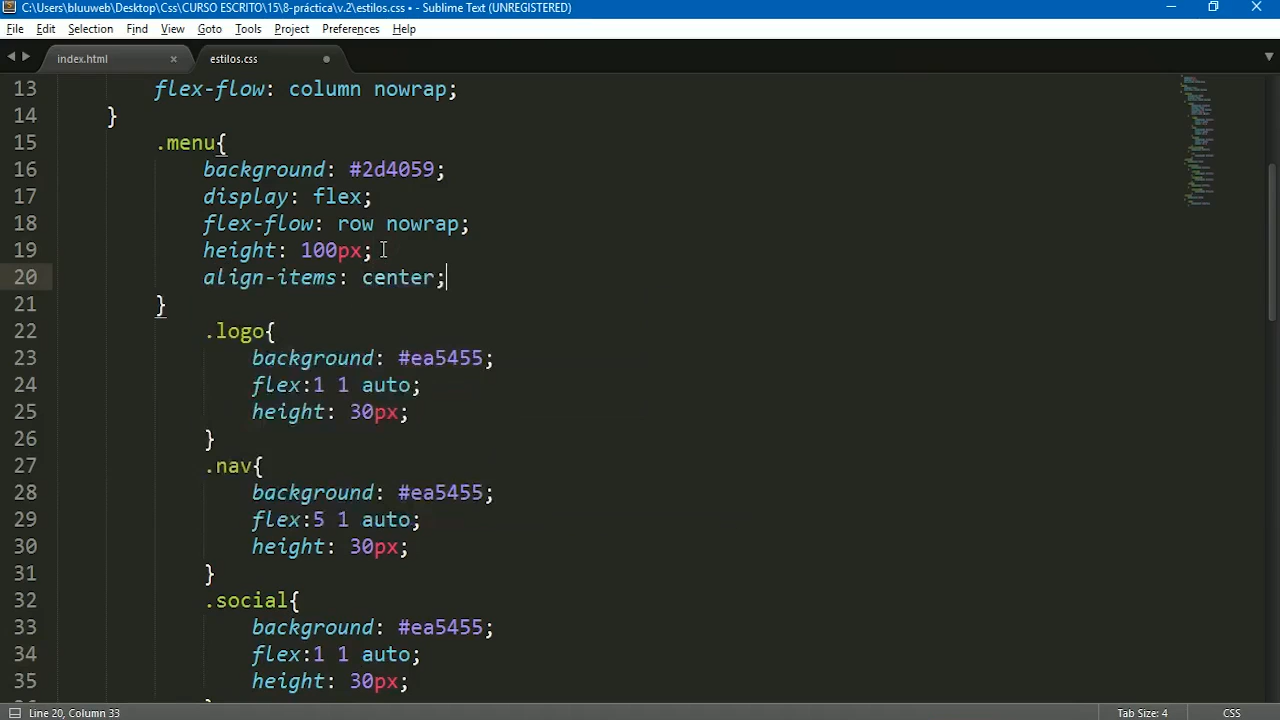 C:\Users\bluuweb\Desktop\Css\CURSO ESCRITO\15\8-práctica\v.2\estilos.css • - Sublime Text (UNREGISTERED)
File Edit Selection Find View Goto Tools Project Preferences Help
index.html × estilos.css
13 flex-flow: column nowrap;
14 }
15 .menu{
16 background: #2d4059;
17 display: flex;
18 flex-flow: row nowrap;
19 height: 100px;
20 align-items: center;
21 }
22 .logo{
23 background: #ea5455;
24 flex:1 1 auto;
25 height: 30px;
26 }
27 .nav{
28 background: #ea5455;
29 flex:5 1 auto;
30 height: 30px;
31 }
32 .social{
33 background: #ea5455;
34 flex:1 1 auto;
35 height: 30px;
Line 20, Column 33 Tab Size: 4 CSS